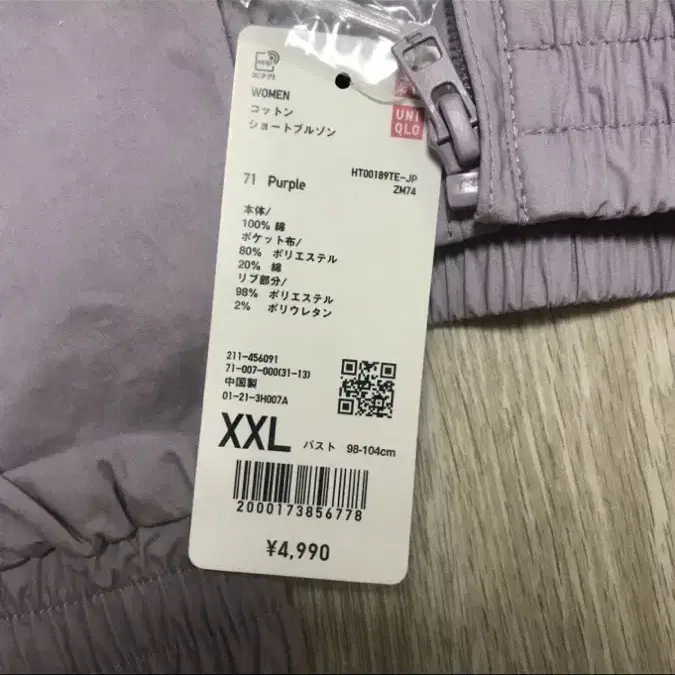 WOMEN
コットン
ショートブルゾン
UNI
QLO
71 Purple
HT00189TE-JP
ZM74
本体/
100% 綿
ポケット布/
80% ポリエステル
20% 綿
リブ部分/
98% ポリエステル
2% ポリウレタン
211-456091
71-007-000(31-13)
中国製
01-21-3H007A
XXL バスト 98-104cm
2000173856778
¥4,990